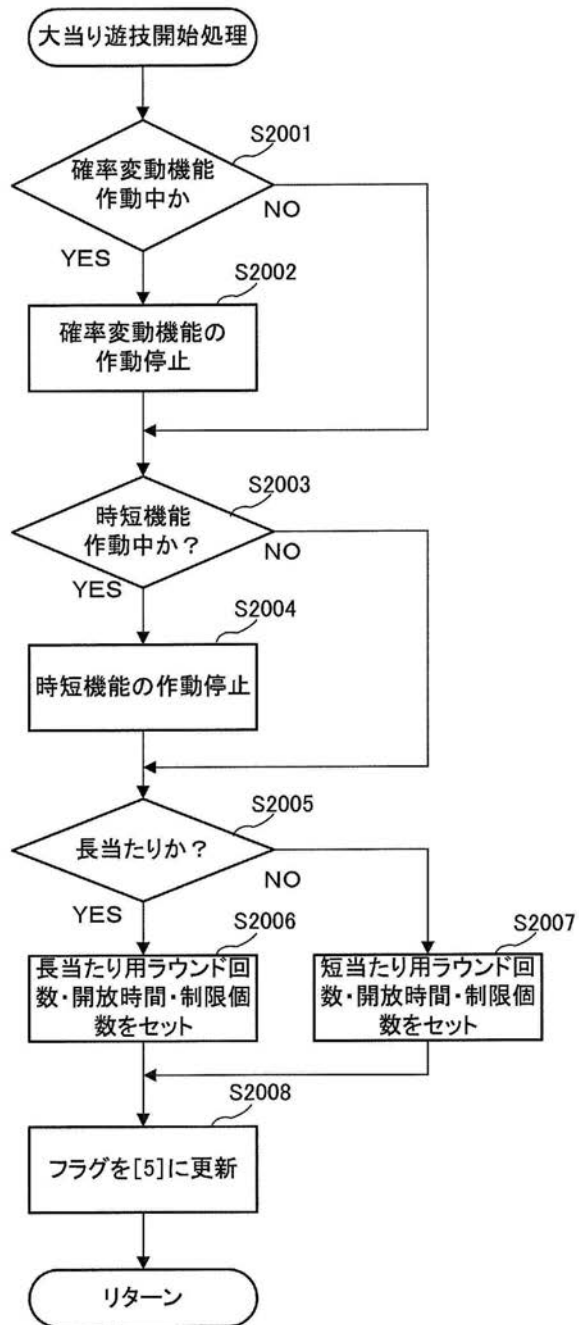 大当り遊技開始処理
S2001
確率変動機能
作動中か
NO
YES
S2002
確率変動機能の
作動停止
S2003
時短機能
作動中か？
NO
YES
S2004
時短機能の作動停止
S2005
長当たりか？
NO
YES
S2006
長当たり用ラウンド回
数・開放時間・制限個
数をセット
S2007
短当たり用ラウンド回
数・開放時間・制限個
数をセット
S2008
フラグを[5]に更新
リターン